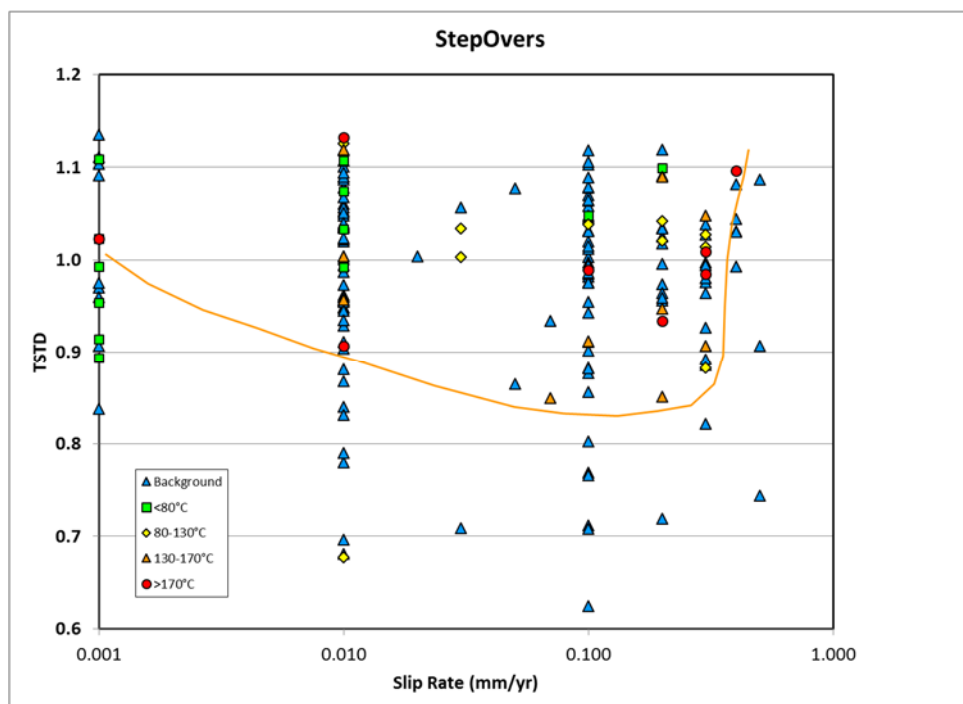 StepOvers
1.2
1.1
1.0
0.9
0.8
0.7
0.6
TSTD
Background
<80°C
80-130°C
130-170°C
>170°C
0.001
0.010
0.100
1.000
Slip Rate (mm/yr)